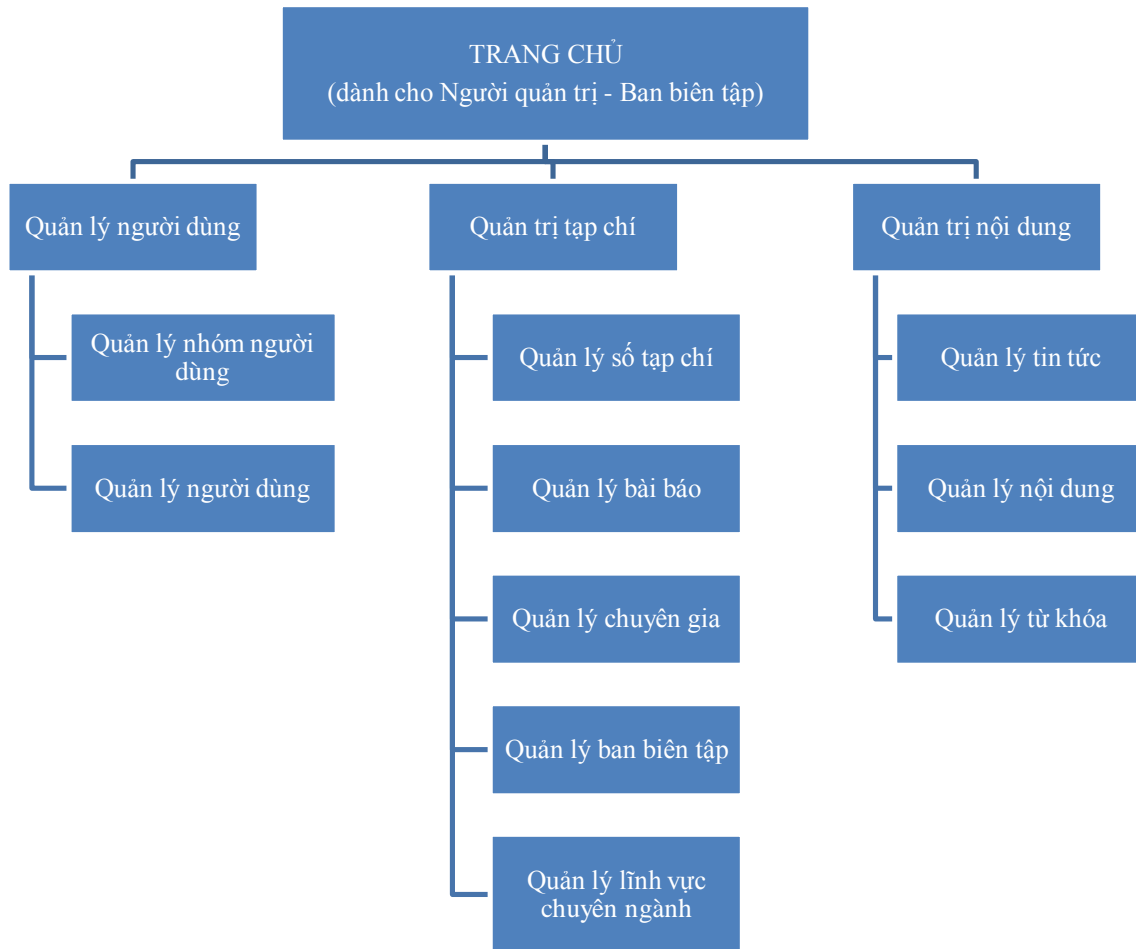 TRANG CHỦ
(dành cho Người quản trị - Ban biên tập)
Quản lý người dùng
Quản trị tạp chí
Quản trị nội dung
Quản lý nhóm người
dùng
Quản lý người dùng
Quản lý số tạp chí
Quản lý bài báo
Quản lý chuyên gia
Quản lý ban biên tập
Quản lý lĩnh vực
chuyên ngành
Quản lý tin tức
Quản lý nội dung
Quản lý từ khóa